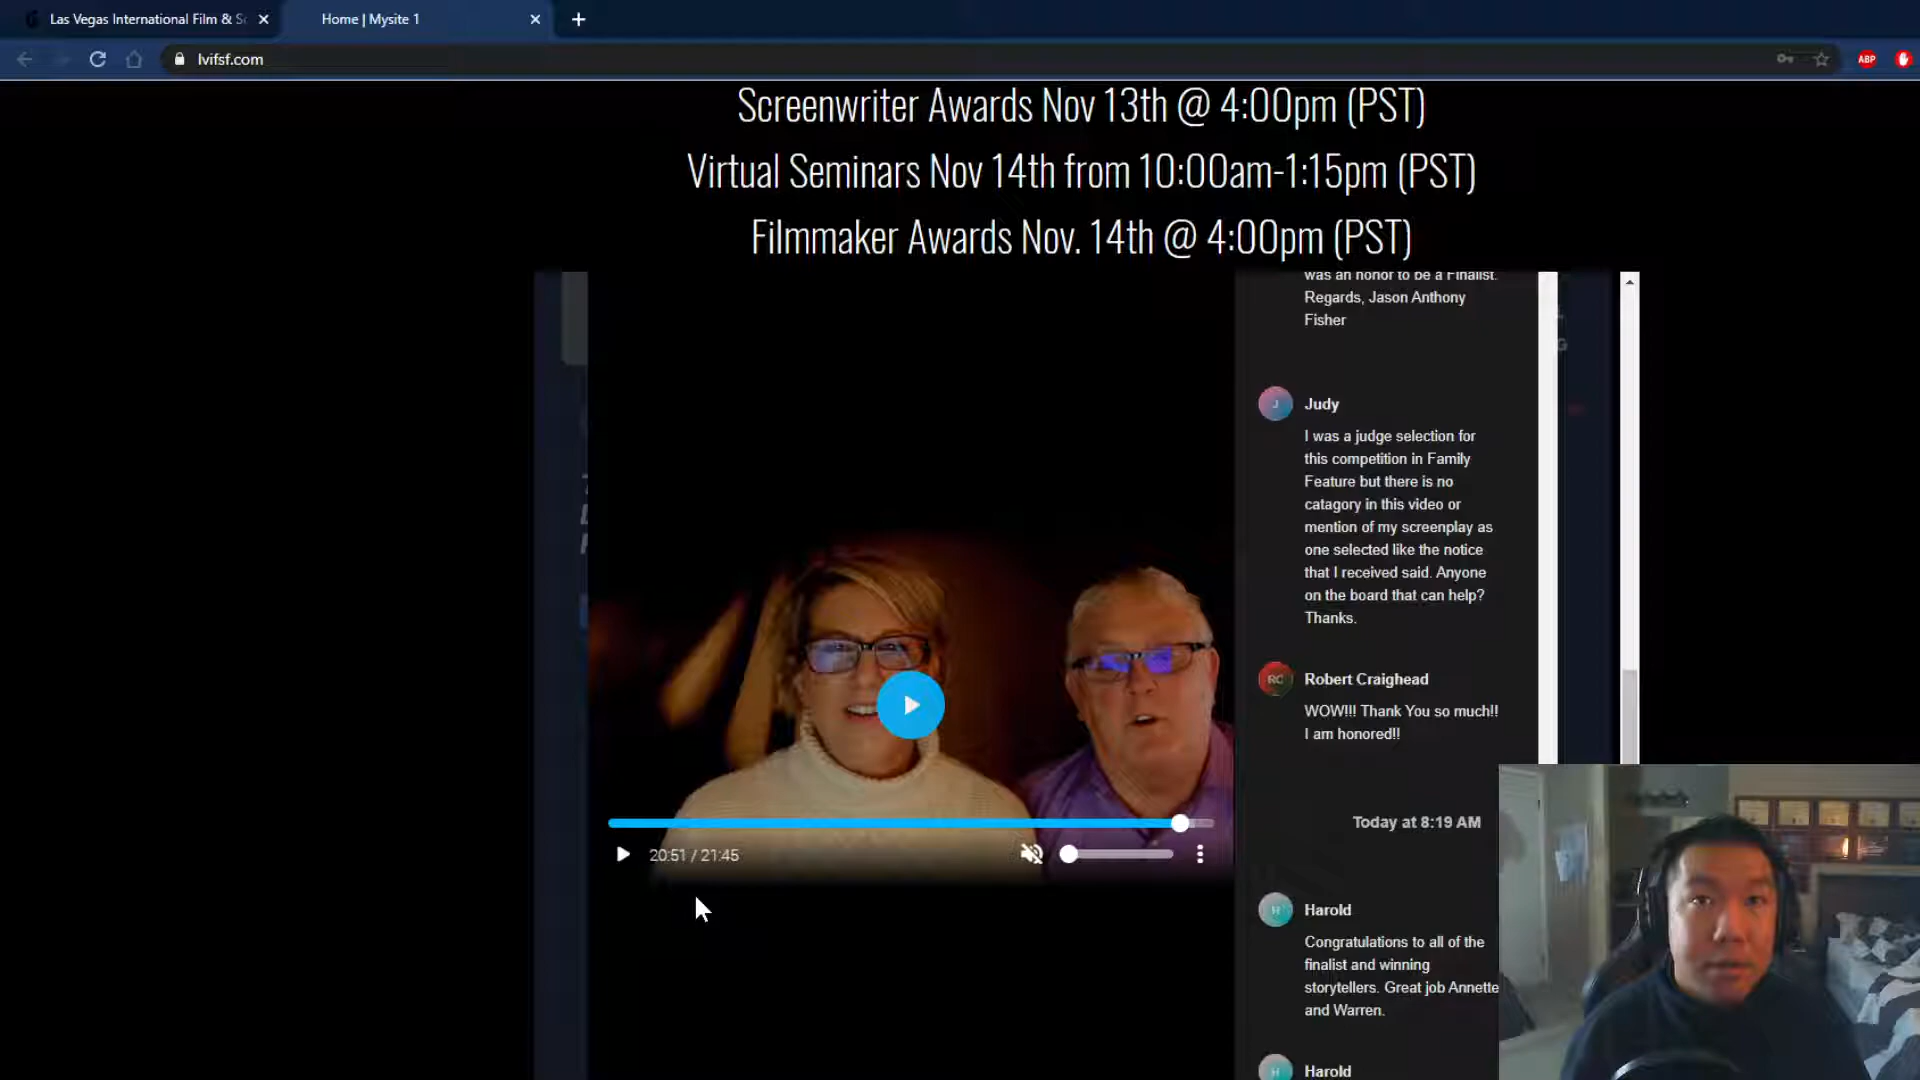 Las Vegas International Film & Sc
Home | Mysite 1
lvifsf.com
ABP
Screenwriter Awards Nov 13th @ 4:00pm (PST)
Virtual Seminars Nov 14th from 10:00am-1:15pm (PST)
Filmmaker Awards Nov. 14th @ 4:00pm (PST)
was an honor to be a Finalist.
Regards, Jason Anthony
Fisher
J
Judy
I was a judge selection for
this competition in Family
Feature but there is no
catagory in this video or
mention of my screenplay as
one selected like the notice
that I received said. Anyone
on the board that can help?
Thanks.
RC
Robert Craighead
WOW!!! Thank You so much!!
I am honored!!
20:51 / 21:45
Today at 8:19 AM
H
Harold
Congratulations to all of the
finalist and winning
storytellers. Great job Annette
and Warren.
H
Harold